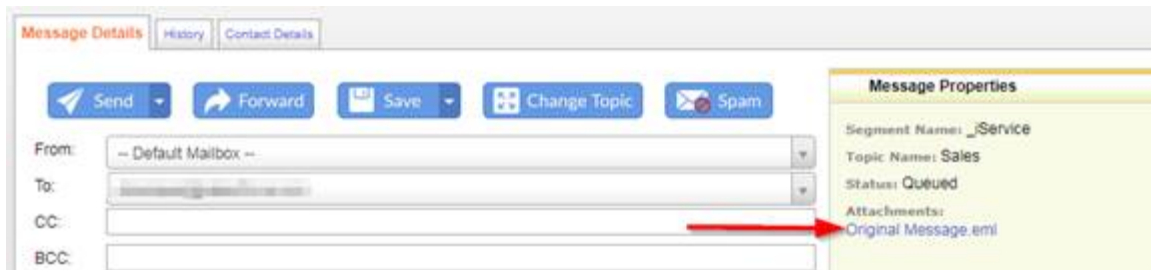 Message Details History Contact Details
Send Forward Save Change Topic Spam
Message Properties
Segment Name: _iService
Topic Name: Sales
Status: Queued
Attachments:
Original Message.eml
From: -- Default Mailbox --
To:
CC:
BCC: